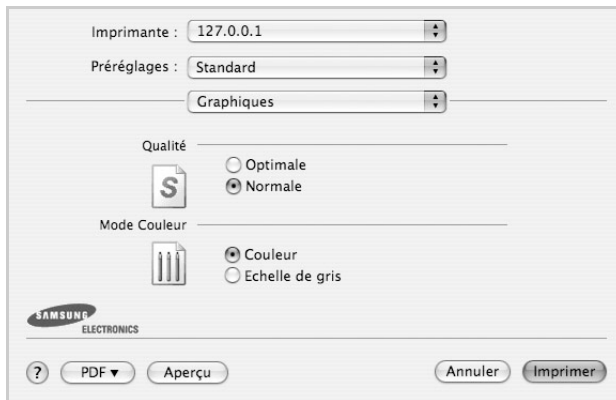 Imprimante : 127.0.0.1
Préréglages : Standard
Graphiques
Qualité
Optimale
S
Normale
Mode Couleur
Couleur
Echelle de gris
SAMSUNG
ELECTRONICS
? PDF ▼ Aperçu Annuler Imprimer